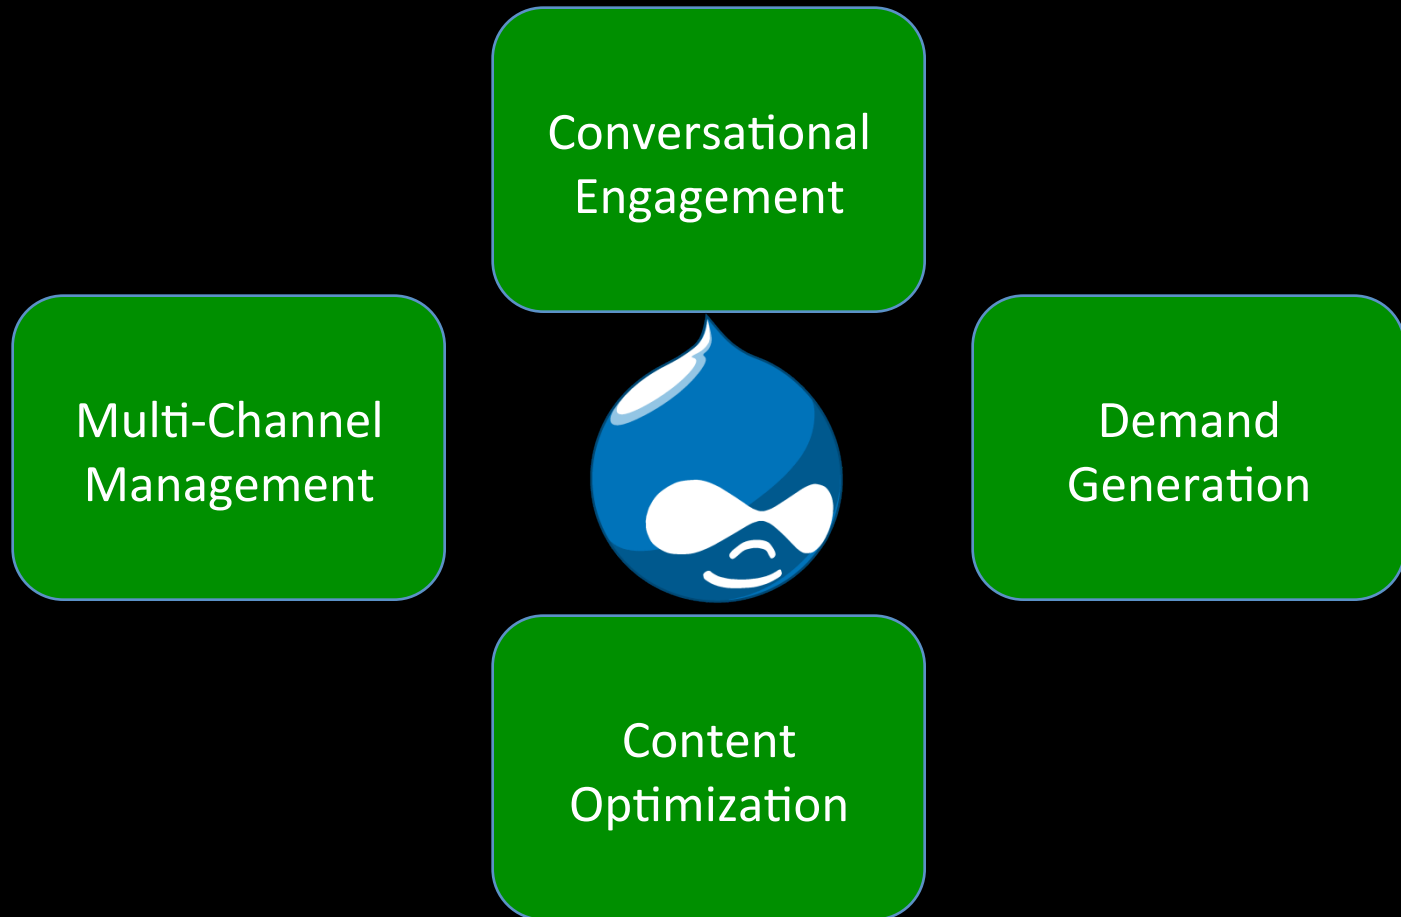 Conversational
Engagement
Multi-Channel
Management
Demand
Generation
Content
Optimization